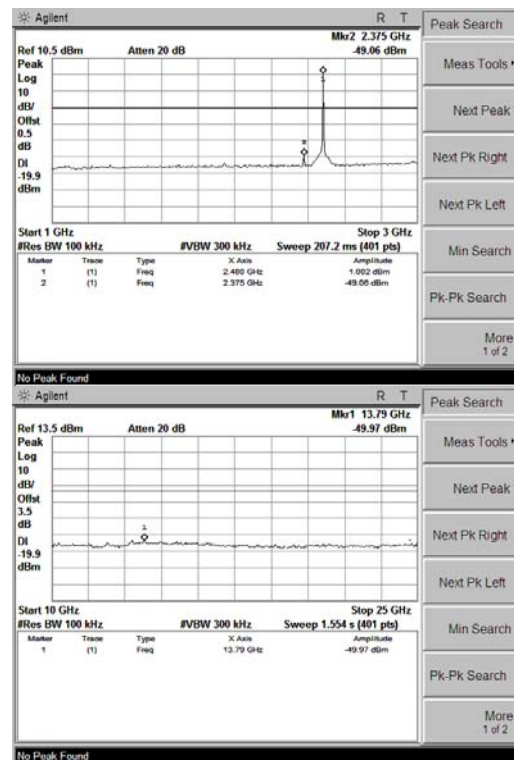 Agilent
R T
Peak Search
Mkr2 2.375 GHz
Ref 10.5 dBm Atten 20 dB -49.06 dBm
Peak
Log
10
dB/
Offst
0.5
dB
DI
-19.9
dBm
Start 1 GHz Stop 3 GHz
#Res BW 100 kHz #VBW 300 kHz Sweep 207.2 ms (401 pts)
Marker Trace Type X Axis Amplitude
1 (1) Freq 2.480 GHz 1.002 dBm
2 (1) Freq 2.375 GHz -49.06 dBm
Meas Tools
Next Peak
Next Pk Right
Next Pk Left
Min Search
Pk-Pk Search
More
1 of 2
No Peak Found
Agilent
R T
Peak Search
Mkr1 13.79 GHz
Ref 13.5 dBm Atten 20 dB -49.97 dBm
Peak
Log
10
dB/
Offst
3.5
dB
DI
-19.9
dBm
1
Start 10 GHz Stop 25 GHz
#Res BW 100 kHz #VBW 300 kHz Sweep 1.554 s (401 pts)
Marker Trace Type X Axis Amplitude
1 (1) Freq 13.79 GHz -49.97 dBm
Meas Tools
Next Peak
Next Pk Right
Next Pk Left
Min Search
Pk-Pk Search
More
1 of 2
No Peak Found